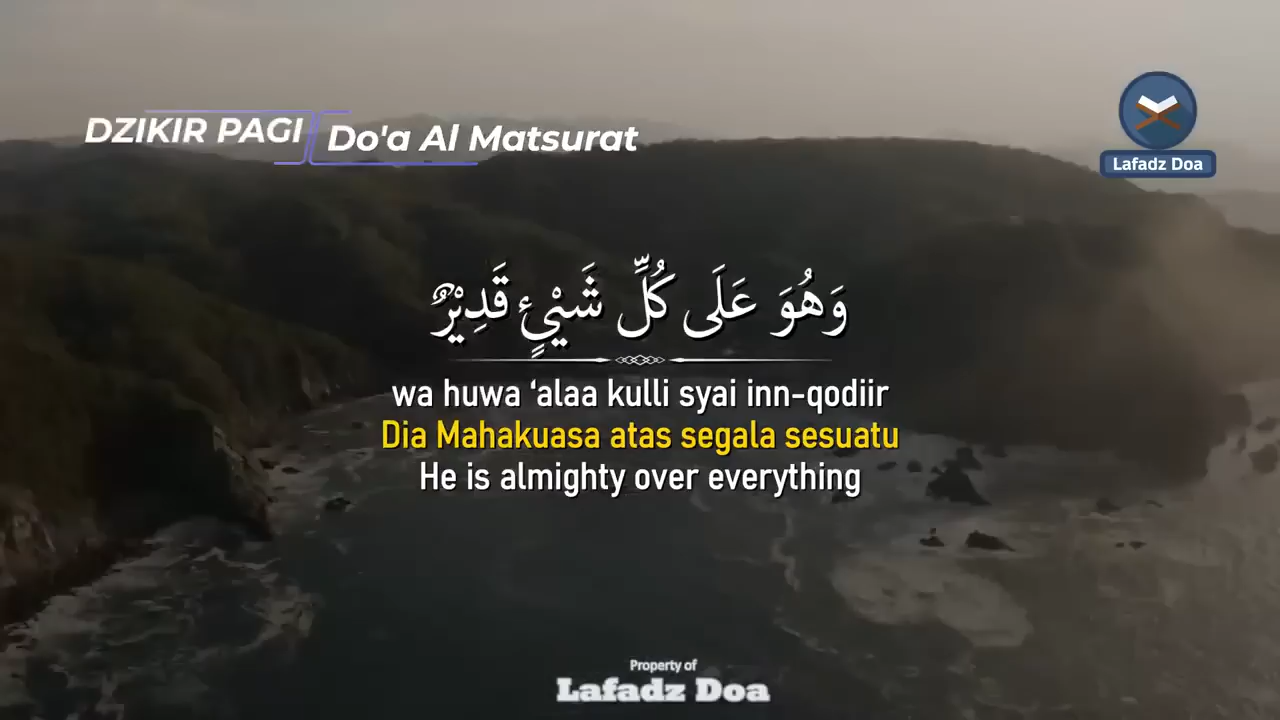 DZIKIR PAGI
Do'a Al Matsurat
Lafadz Doa
وَهُوَ عَلَى كُلِّ شَيْءٍ قَدِيْرٌ
wa huwa ‘alaa kulli syai inn-qodiir
Dia Mahakuasa atas segala sesuatu
He is almighty over everything
Property of
Lafadz Doa